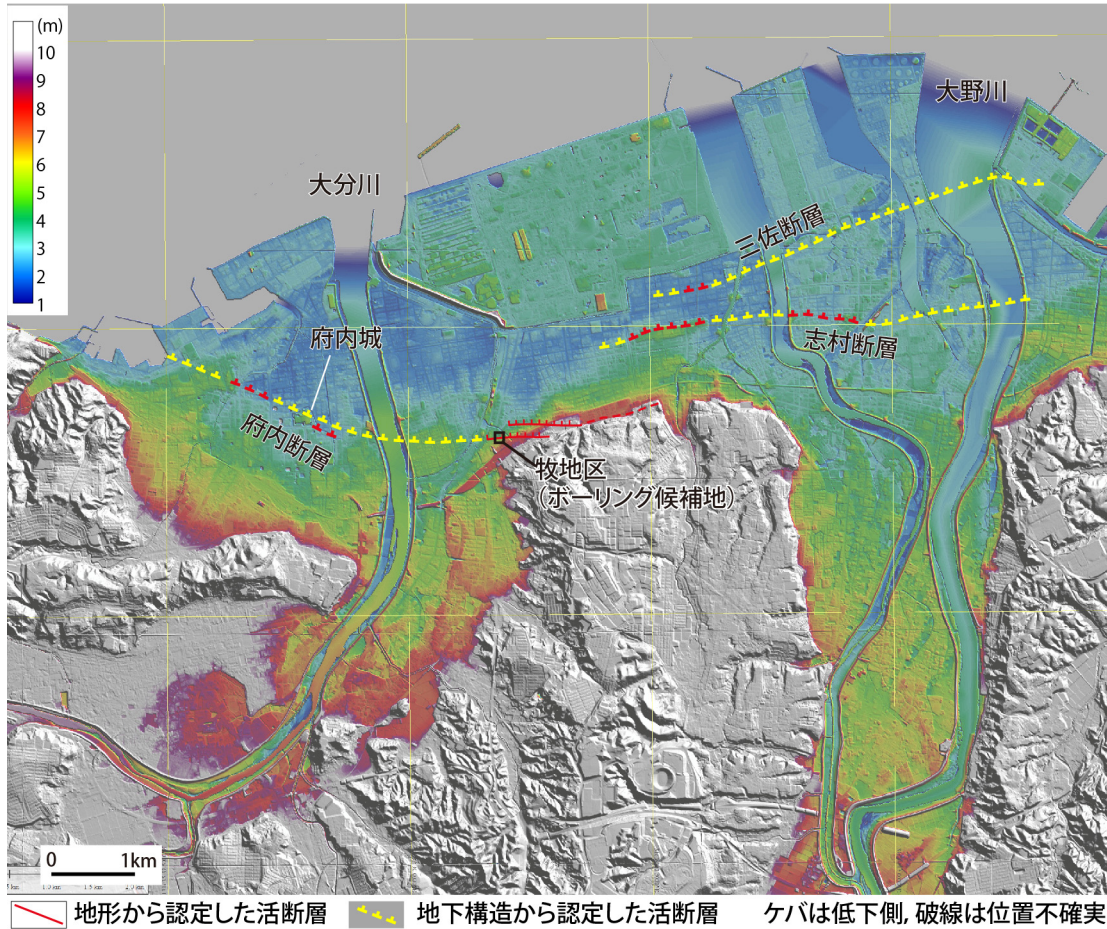 (m)
10
9
8
7
6
5
4
3
2
1
大野川
大分川
三佐断層
府内城
志村断層
府内断層
牧地区
（ボーリング候補地）
0 1km
地形から認定した活断層 地下構造から認定した活断層 ケバは低下側, 破線は位置不確実